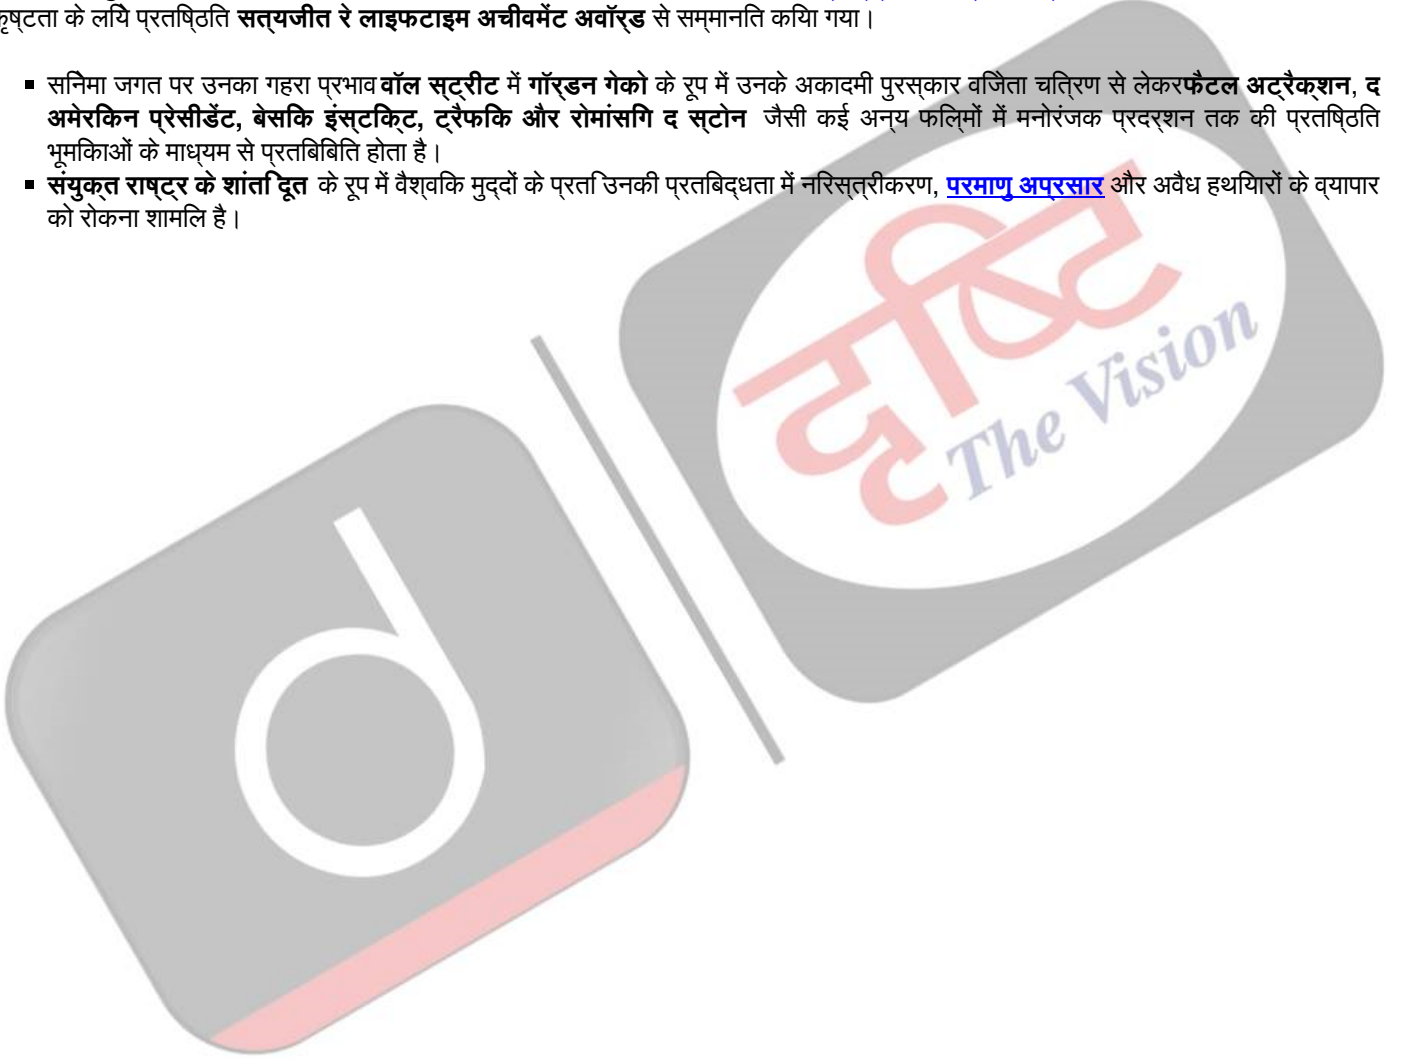 कृष्टता के लिये प्रतिष्ठित सत्यजीत रे लाइफटाइम अचीवमेंट अवॉर्ड से सम्मानित किया गया।
सिनेमा जगत पर उनका गहरा प्रभाव वॉल स्ट्रीट में गॉर्डन गेको के रूप में उनके अकादमी पुरस्कार विजेता चित्रण से लेकर फैटल अट्रैक्शन, द
अमेरिकन प्रेसीडेंट, बेसिक इंस्टिंक्ट, ट्रैफिक और रोमांसिंग द स्टोन जैसी कई अन्य फिल्मों में मनोरंजक प्रदर्शन तक की प्रतिष्ठित
भूमिकाओं के माध्यम से प्रतिबिंबित होता है।
संयुक्त राष्ट्र के शांति दूत के रूप में वैश्विक मुद्दों के प्रति उनकी प्रतिबद्धता में निरस्त्रीकरण, परमाणु अप्रसार और अवैध हथियारों के व्यापार
को रोकना शामिल है।
दृष्टि
The Vision
d